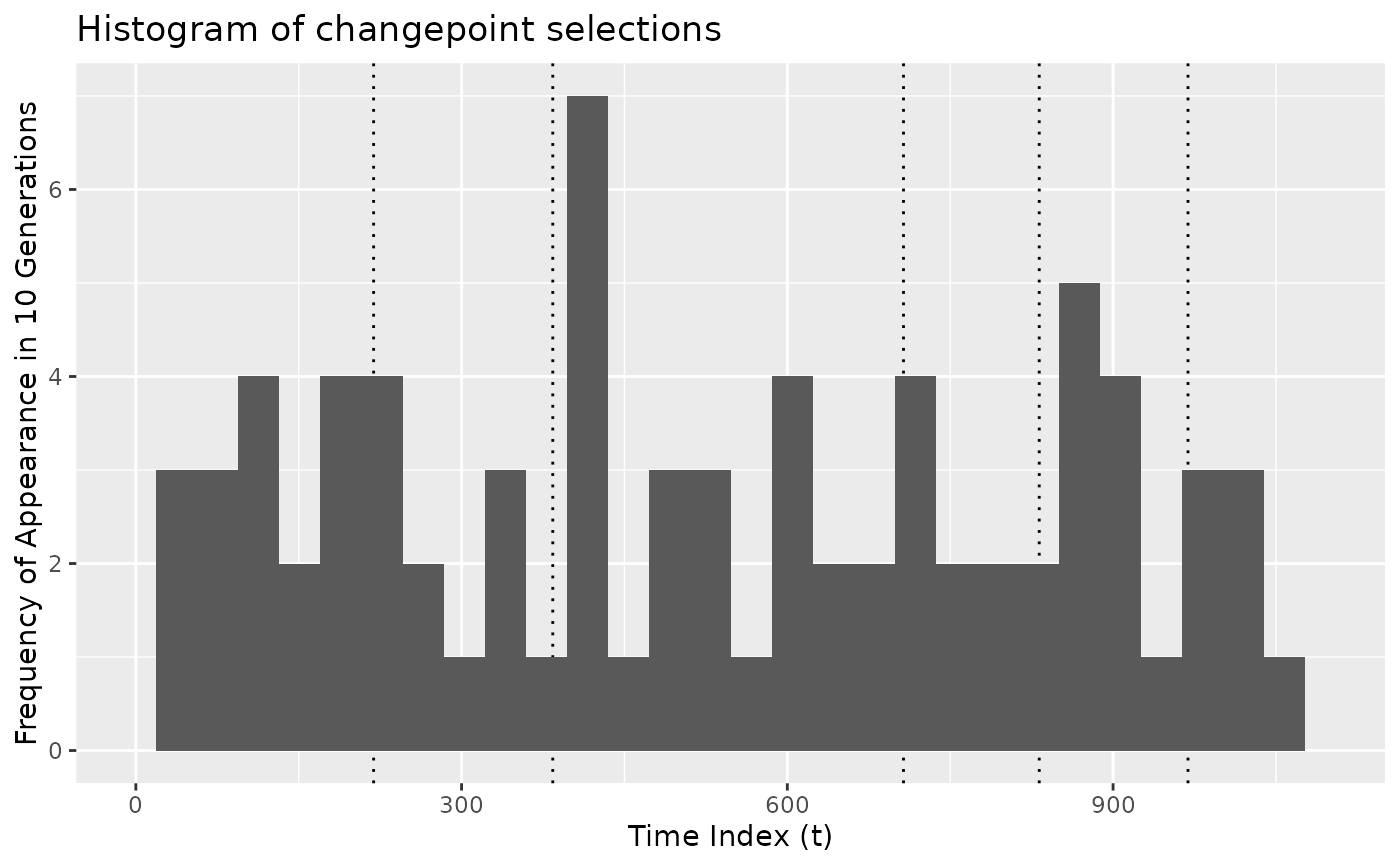 Histogram of changepoint selections
Frequency of Appearance in 10 Generations
6
4
2
0
0 300 600 900
Time Index (t)